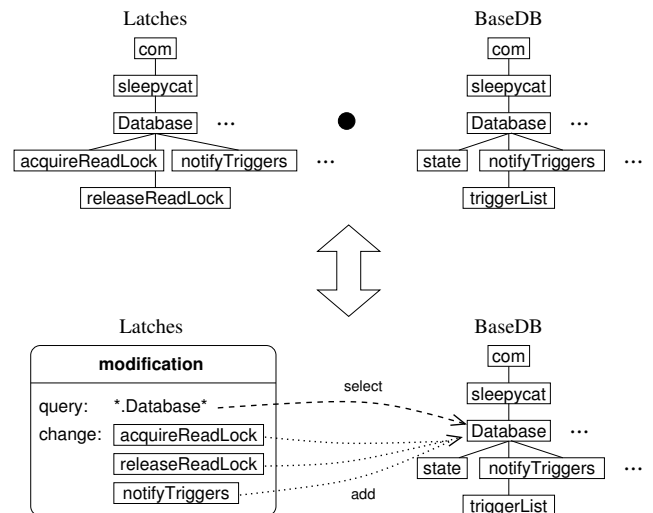 Latches BaseDB
com com
sleepycat sleepycat
Database ... Database ...
acquireReadLock notifyTriggers ... state notifyTriggers ...
releaseReadLock triggerList
Latches BaseDB
modification com
select
query: *.Database* sleepycat
change: acquireReadLock Database ...
releaseReadLock state notifyTriggers ...
notifyTriggers add triggerList